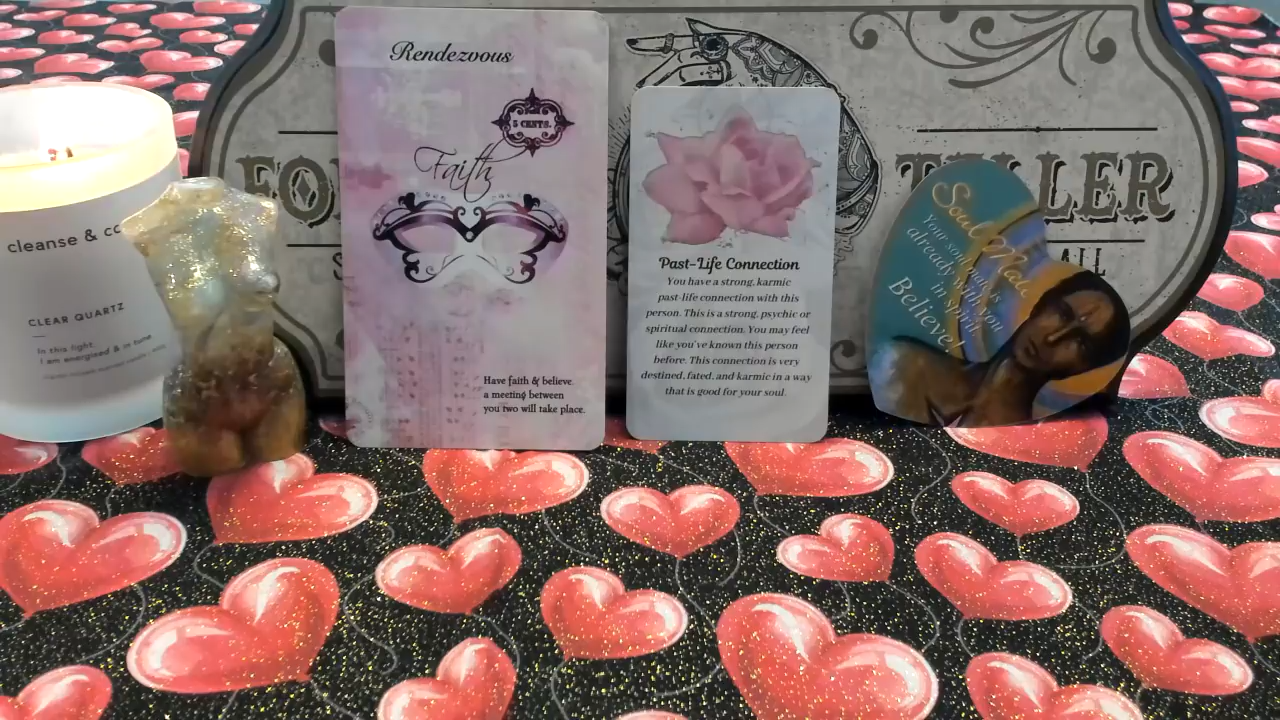 Rendezvous
5 CENTS.
Faith
Have faith & believe.
a meeting between
you two will take place.
Past-Life Connection
You have a strong, karmic
past-life connection with this
person. This is a strong, psychic or
spiritual connection. You may feel
like you've known this person
before. This connection is very
destined, fated, and karmic in a way
that is good for your soul.
Soul Mate
Your soul mate is
already with you
in spirit.
Believe!
cleanse & co
CLEAR QUARTZ
In this light
I am energised & in tune
FO
TELLER
S
ALL